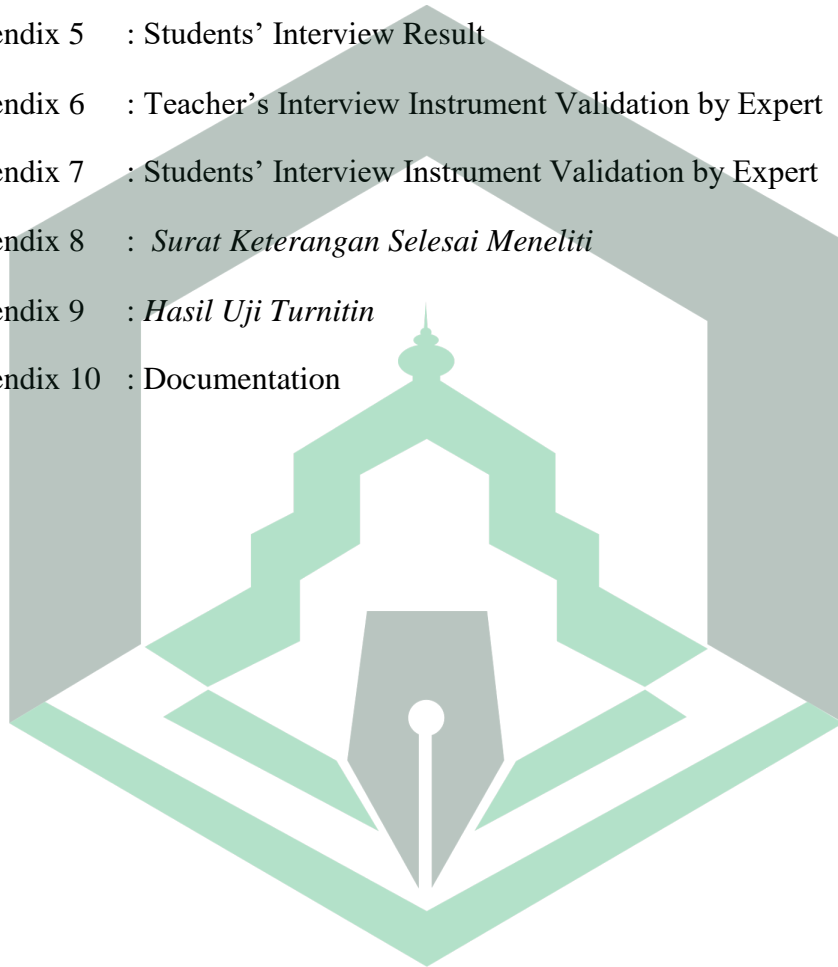 endix 5 : Students’ Interview Result
endix 6 : Teacher’s Interview Instrument Validation by Expert
endix 7 : Students’ Interview Instrument Validation by Expert
endix 8 : Surat Keterangan Selesai Meneliti
endix 9 : Hasil Uji Turnitin
endix 10 : Documentation